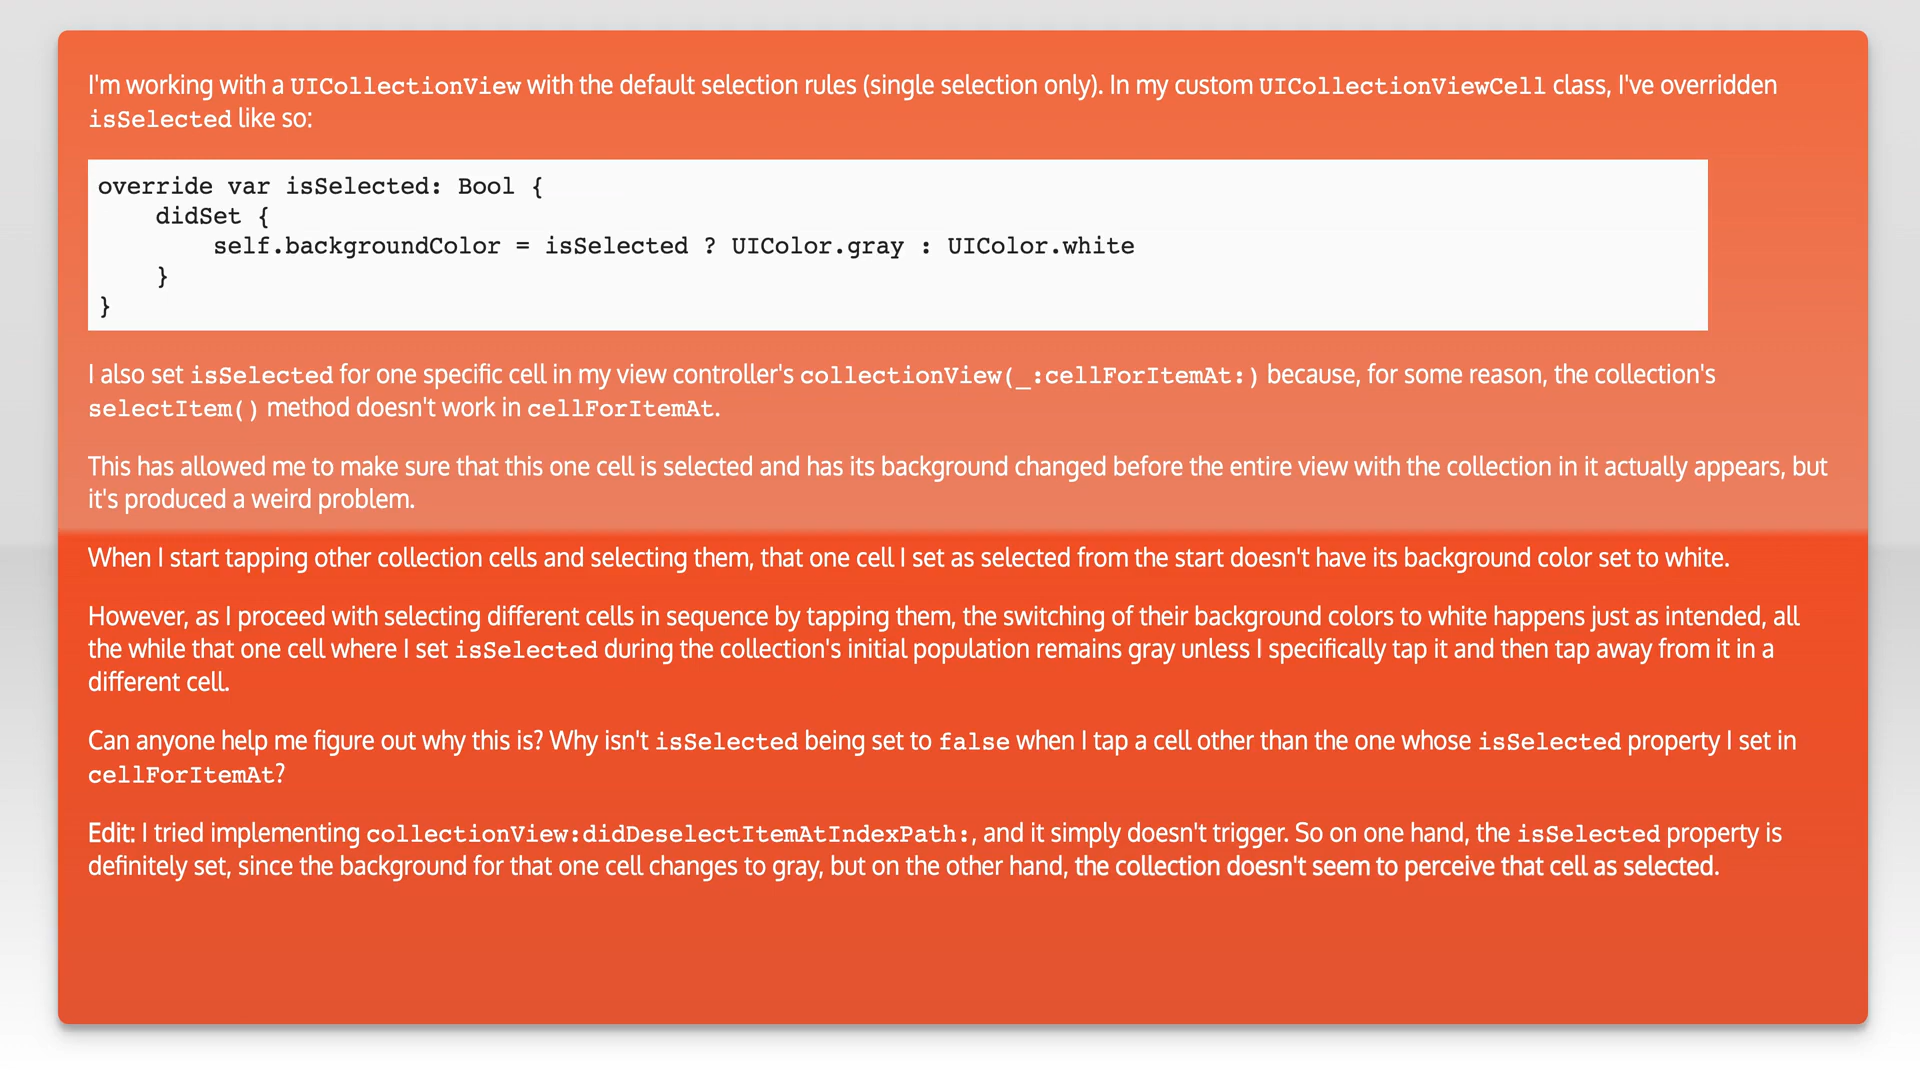 I'm working with a UICollectionView with the default selection rules (single selection only). In my custom UICollectionViewCell class, I've overridden
isSelected like so:
override var isSelected: Bool {
    didSet {
        self.backgroundColor = isSelected ? UIColor.gray : UIColor.white
    }
}
I also set isSelected for one specific cell in my view controller's collectionView(_:cellForItemAt:) because, for some reason, the collection's
selectItem() method doesn't work in cellForItemAt.
This has allowed me to make sure that this one cell is selected and has its background changed before the entire view with the collection in it actually appears, but
it's produced a weird problem.
When I start tapping other collection cells and selecting them, that one cell I set as selected from the start doesn't have its background color set to white.
However, as I proceed with selecting different cells in sequence by tapping them, the switching of their background colors to white happens just as intended, all
the while that one cell where I set isSelected during the collection's initial population remains gray unless I specifically tap it and then tap away from it in a
different cell.
Can anyone help me figure out why this is? Why isn't isSelected being set to false when I tap a cell other than the one whose isSelected property I set in
cellForItemAt?
Edit: I tried implementing collectionView:didDeselectItemAtIndexPath:, and it simply doesn't trigger. So on one hand, the isSelected property is
definitely set, since the background for that one cell changes to gray, but on the other hand, the collection doesn't seem to perceive that cell as selected.